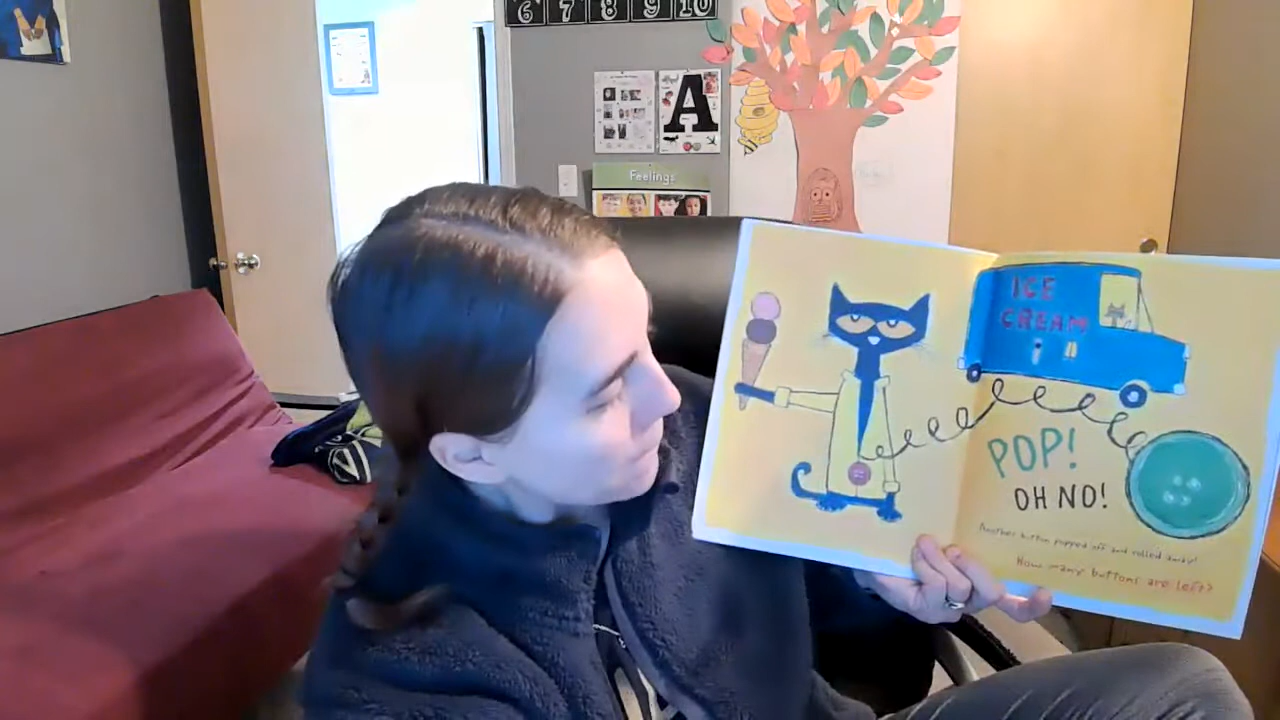 6 7 8 9 10
A
Feelings
ICE
CREAM
POP!
OH NO!
Another button popped off and rolled away!
How many buttons are left?